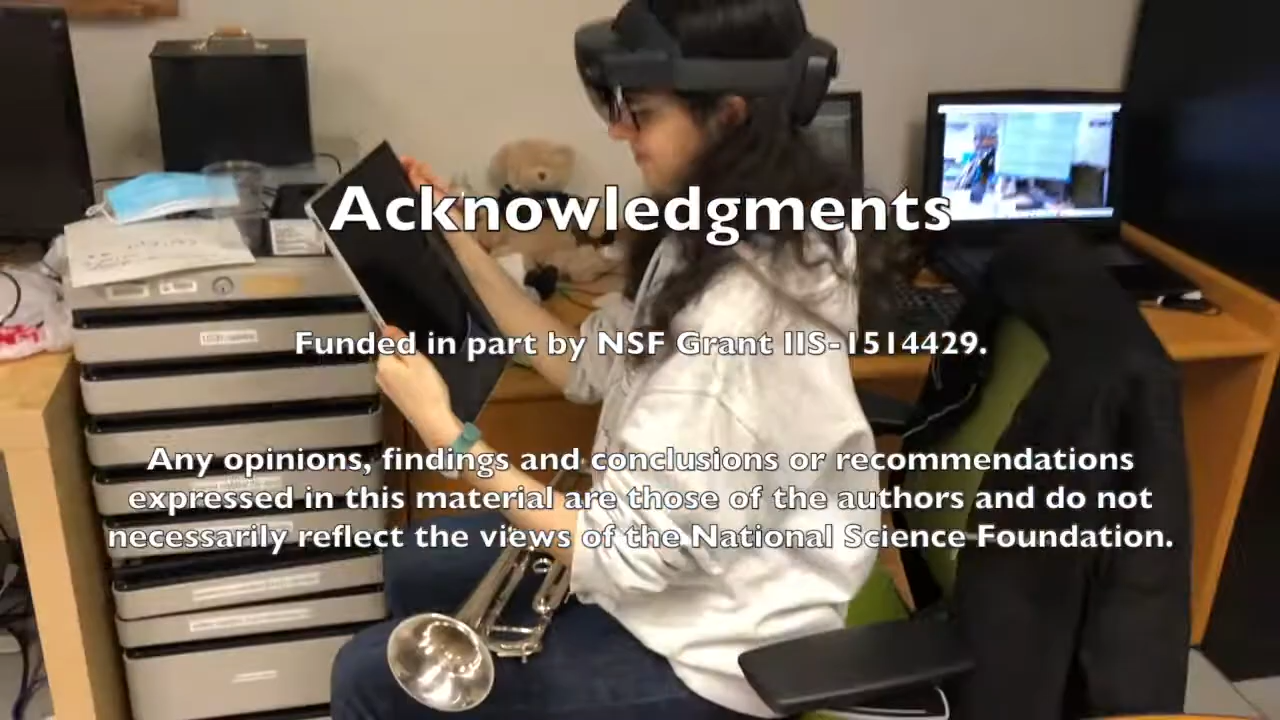 Acknowledgments
Funded in part by NSF Grant IIS-1514429.
Any opinions, findings and conclusions or recommendations
expressed in this material are those of the authors and do not
necessarily reflect the views of the National Science Foundation.